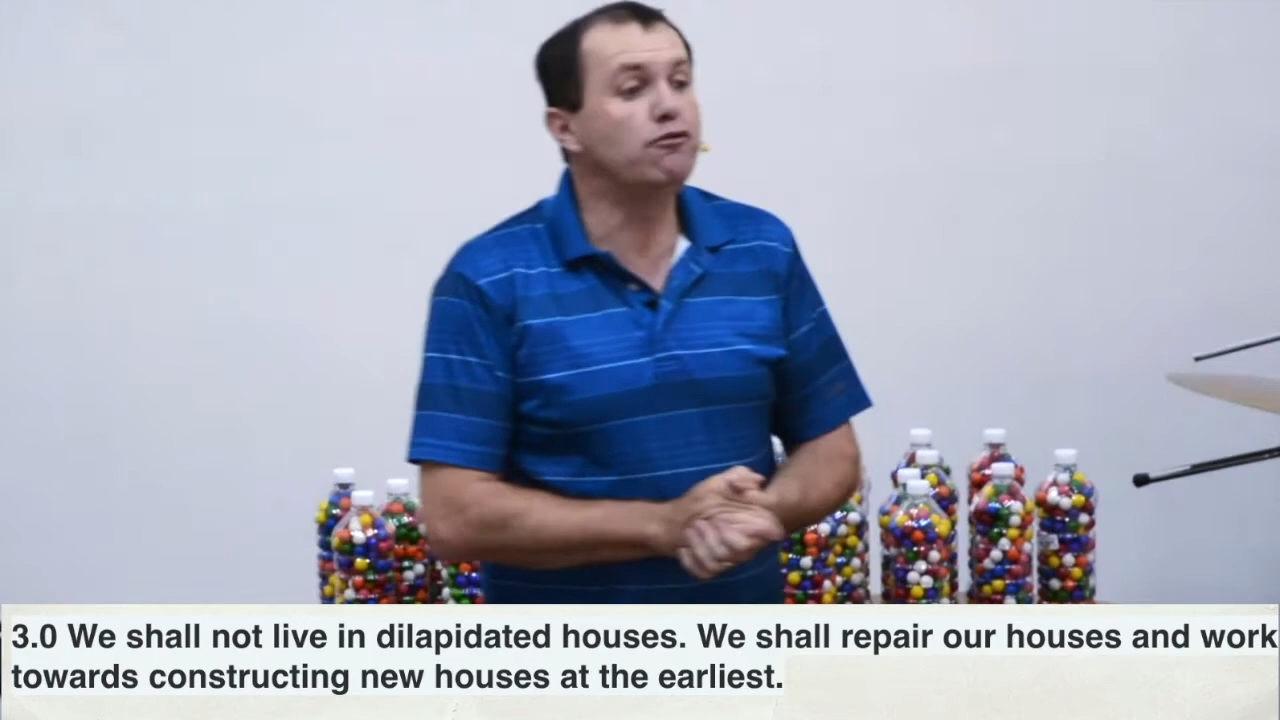 3.0 We shall not live in dilapidated houses. We shall repair our houses and work
towards constructing new houses at the earliest.